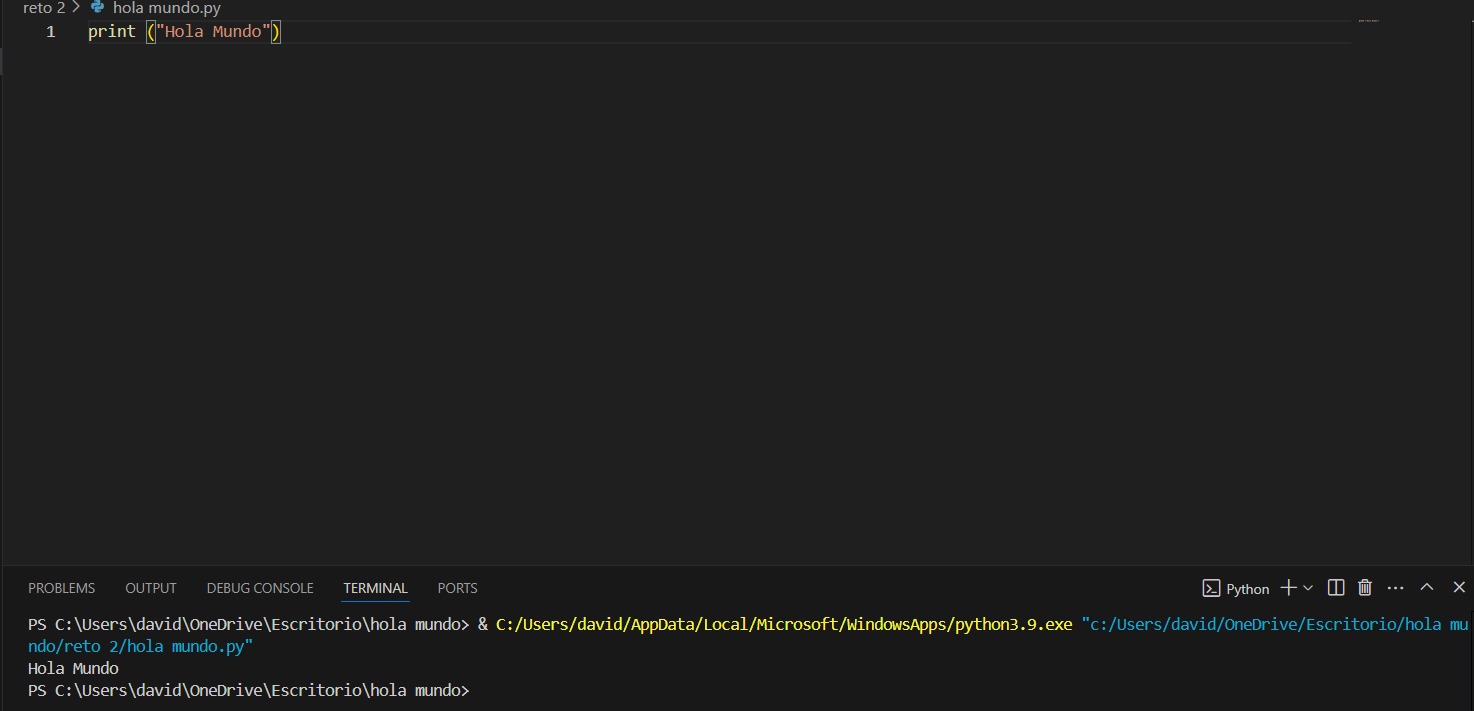 reto 2 > hola mundo.py
1 print ("Hola Mundo")
PROBLEMS OUTPUT DEBUG CONSOLE TERMINAL PORTS Python
PS C:\Users\david\OneDrive\Escritorio\hola mundo> & C:/Users/david/AppData/Local/Microsoft/WindowsApps/python3.9.exe "c:/Users/david/OneDrive/Escritorio/hola mu
ndo/reto 2/hola mundo.py"
Hola Mundo
PS C:\Users\david\OneDrive\Escritorio\hola mundo>